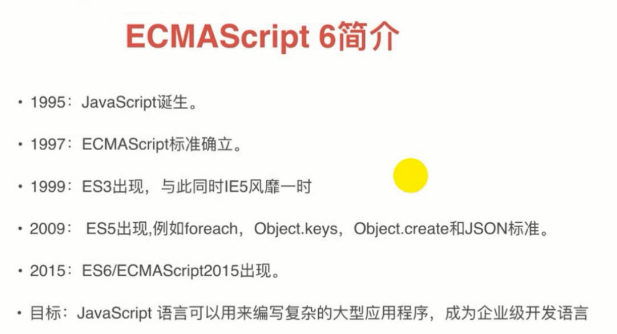 ECMAScript 6简介
• 1995：JavaScript诞生。
• 1997：ECMAScript标准确立。
• 1999：ES3出现，与此同时IE5风靡一时
• 2009： ES5出现,例如foreach，Object.keys，Object.create和JSON标准。
• 2015：ES6/ECMAScript2015出现。
• 目标：JavaScript 语言可以用来编写复杂的大型应用程序，成为企业级开发语言